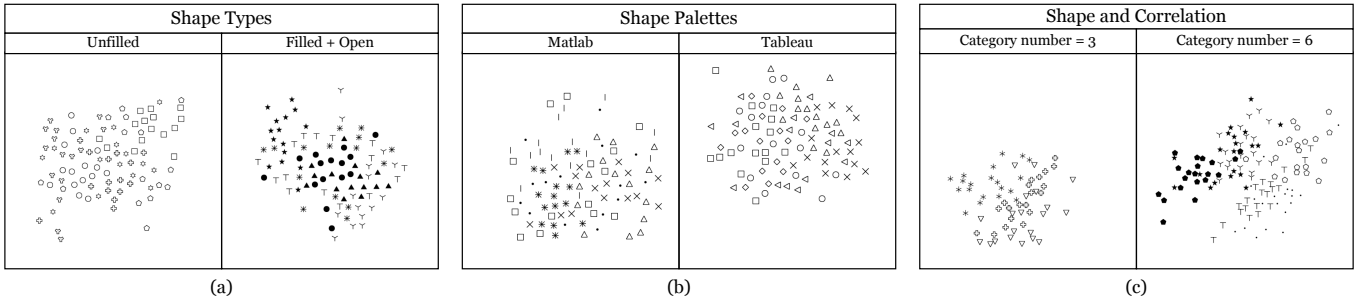 Shape Types
Unfilled
Filled + Open
(a)
Shape Palettes
Matlab
Tableau
(b)
Shape and Correlation
Category number = 3
Category number = 6
(c)